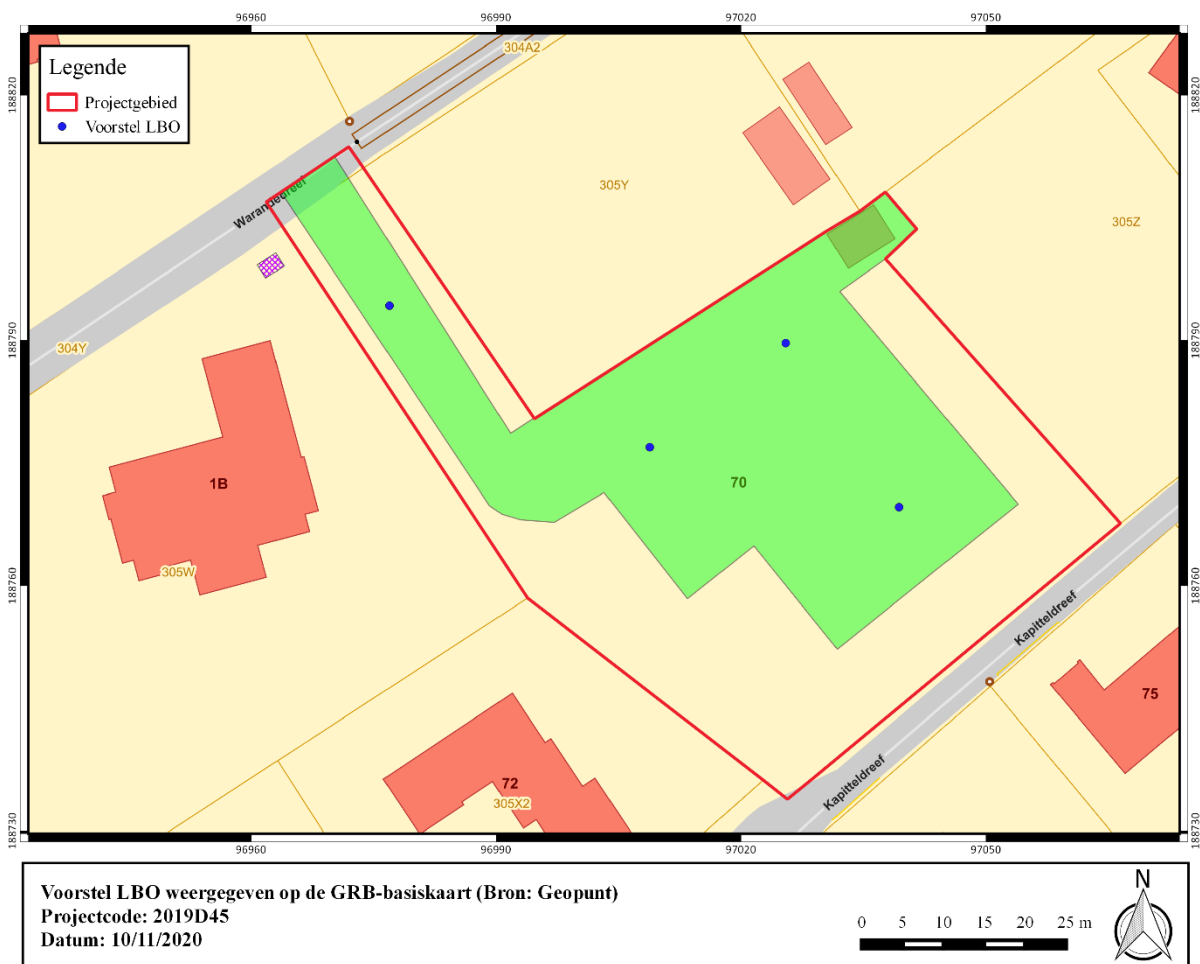 96960 96990 97020 97050
188820 188820
Legende
Projectgebied
Voorstel LBO
304A2
305Y
305Z
Warandedreef
188790 188790
304Y
1B
70
305W
188760 188760
Kapitteldreef
75
72
305X2
Kapitteldreef
188730 188730
96960 96990 97020 97050
Voorstel LBO weergegeven op de GRB-basiskaart (Bron: Geopunt)
Projectcode: 2019D45
Datum: 10/11/2020
0 5 10 15 20 25 m
N